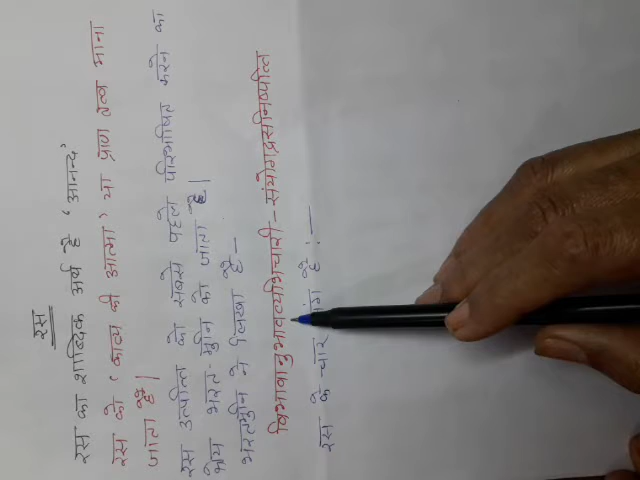 रस
रस का शाब्दिक अर्थ है 'आनन्द'
रस को 'काव्य की आत्मा' या प्राण तत्व माना
जाता है।
रस उत्पत्ति को सबसे पहले परिभाषित करने का
श्रेय भरत-मुनि को जाता है।
भरतमुनि ने लिखा है-
विभावानुभावव्यभिचारी-संयोगाद्रसनिष्पत्ति
रस के चार अंग हैं :-